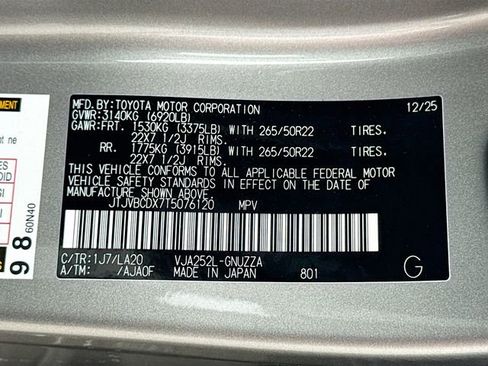 MFD. BY:TOYOTA MOTOR CORPORATION 12/25
GVWR:3140KG (6920LB)
GAWR:FRT. 1530KG (3375LB) WITH 265/50R22 TIRES.
22X7 1/2J RIMS.
RR. 1775KG (3915LB) WITH 265/50R22 TIRES.
22X7 1/2J RIMS.
THIS VEHICLE CONFORMS TO ALL APPLICABLE FEDERAL MOTOR
VEHICLE SAFETY STANDARDS IN EFFECT ON THE DATE OF
MANUFACTURE SHOWN ABOVE.
JTJVBCDX7T5076120 MPV
C/TR:1J7/LA20 VJA252L-GNUZZA
A/TM: /AJA0F MADE IN JAPAN 801 G
98
60N40